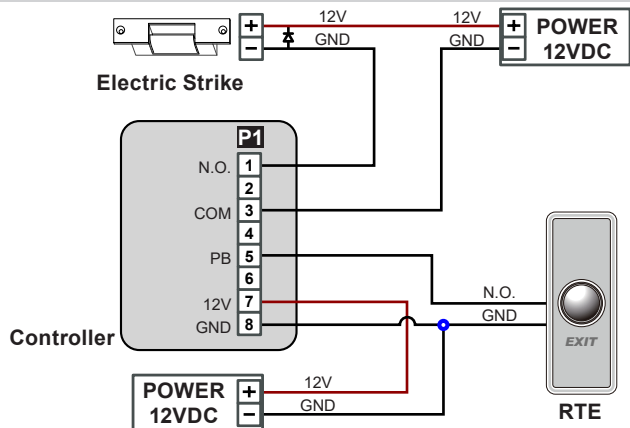 12V 12V
+ + POWER
GND GND
− − 12VDC
Electric Strike
P1
N.O. 1
2
COM 3
4
PB 5
6
12V 7
GND 8
Controller
N.O.
GND
EXIT
RTE
POWER + 12V
12VDC − GND